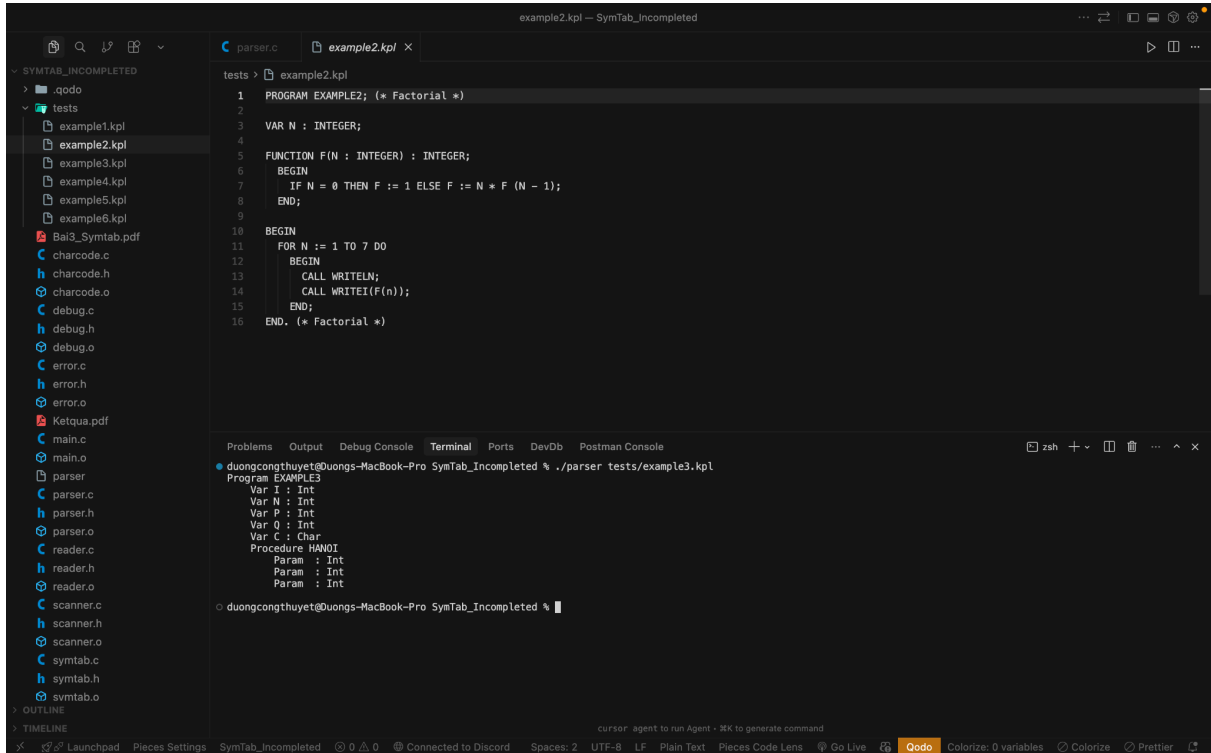 example2.kpl — SymTab_Incompleted
parser.c
example2.kpl
SYMTAB_INCOMPLETED
.qodo
tests
example1.kpl
example2.kpl
example3.kpl
example4.kpl
example5.kpl
example6.kpl
Bai3_Symtab.pdf
charcode.c
charcode.h
charcode.o
debug.c
debug.h
debug.o
error.c
error.h
error.o
Ketqua.pdf
main.c
main.o
parser
parser.c
parser.h
parser.o
reader.c
reader.h
reader.o
scanner.c
scanner.h
scanner.o
symtab.c
symtab.h
symtab.o
OUTLINE
TIMELINE
tests > example2.kpl
1 PROGRAM EXAMPLE2; (* Factorial *)
2
3 VAR N : INTEGER;
4
5 FUNCTION F(N : INTEGER) : INTEGER;
6 BEGIN
7 IF N = 0 THEN F := 1 ELSE F := N * F (N - 1);
8 END;
9
10 BEGIN
11 FOR N := 1 TO 7 DO
12 BEGIN
13 CALL WRITELN;
14 CALL WRITEI(F(n));
15 END;
16 END. (* Factorial *)
Problems Output Debug Console Terminal Ports DevDb Postman Console
zsh
duongcongthuyet@Duongs-MacBook-Pro SymTab_Incompleted % ./parser tests/example3.kpl
Program EXAMPLE3
Var I : Int
Var N : Int
Var P : Int
Var Q : Int
Var C : Char
Procedure HANOI
Param : Int
Param : Int
Param : Int
duongcongthuyet@Duongs-MacBook-Pro SymTab_Incompleted %
cursor agent to run Agent - ⌘K to generate command
Launchpad Pieces Settings SymTab_Incompleted 0 0 Connected to Discord Spaces: 2 UTF-8 LF Plain Text Pieces Code Lens Go Live Qodo Colorize: 0 variables Colorize Prettier